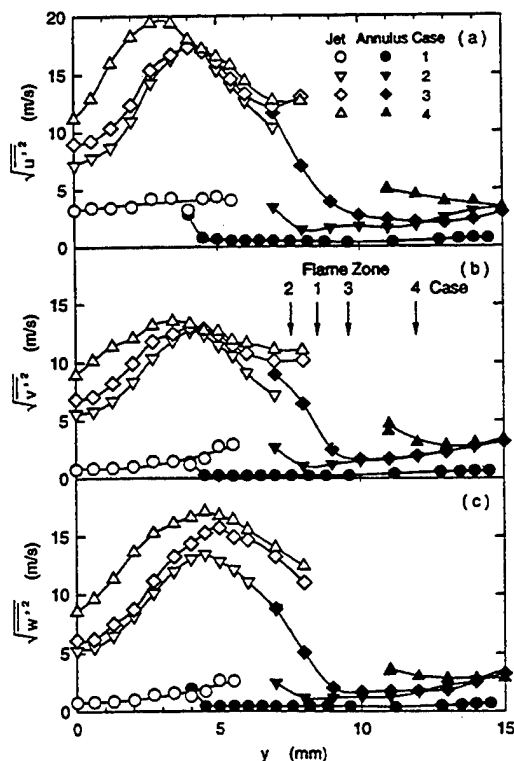 20
15
10
5
0
√u'² (m/s)
Jet Annulus Case (a)
1
2
3
4
15
10
5
0
√v'² (m/s)
Flame Zone (b)
2 1 3 4 Case
15
10
5
0
√w'² (m/s)
(c)
0 5 10 15
y (mm)